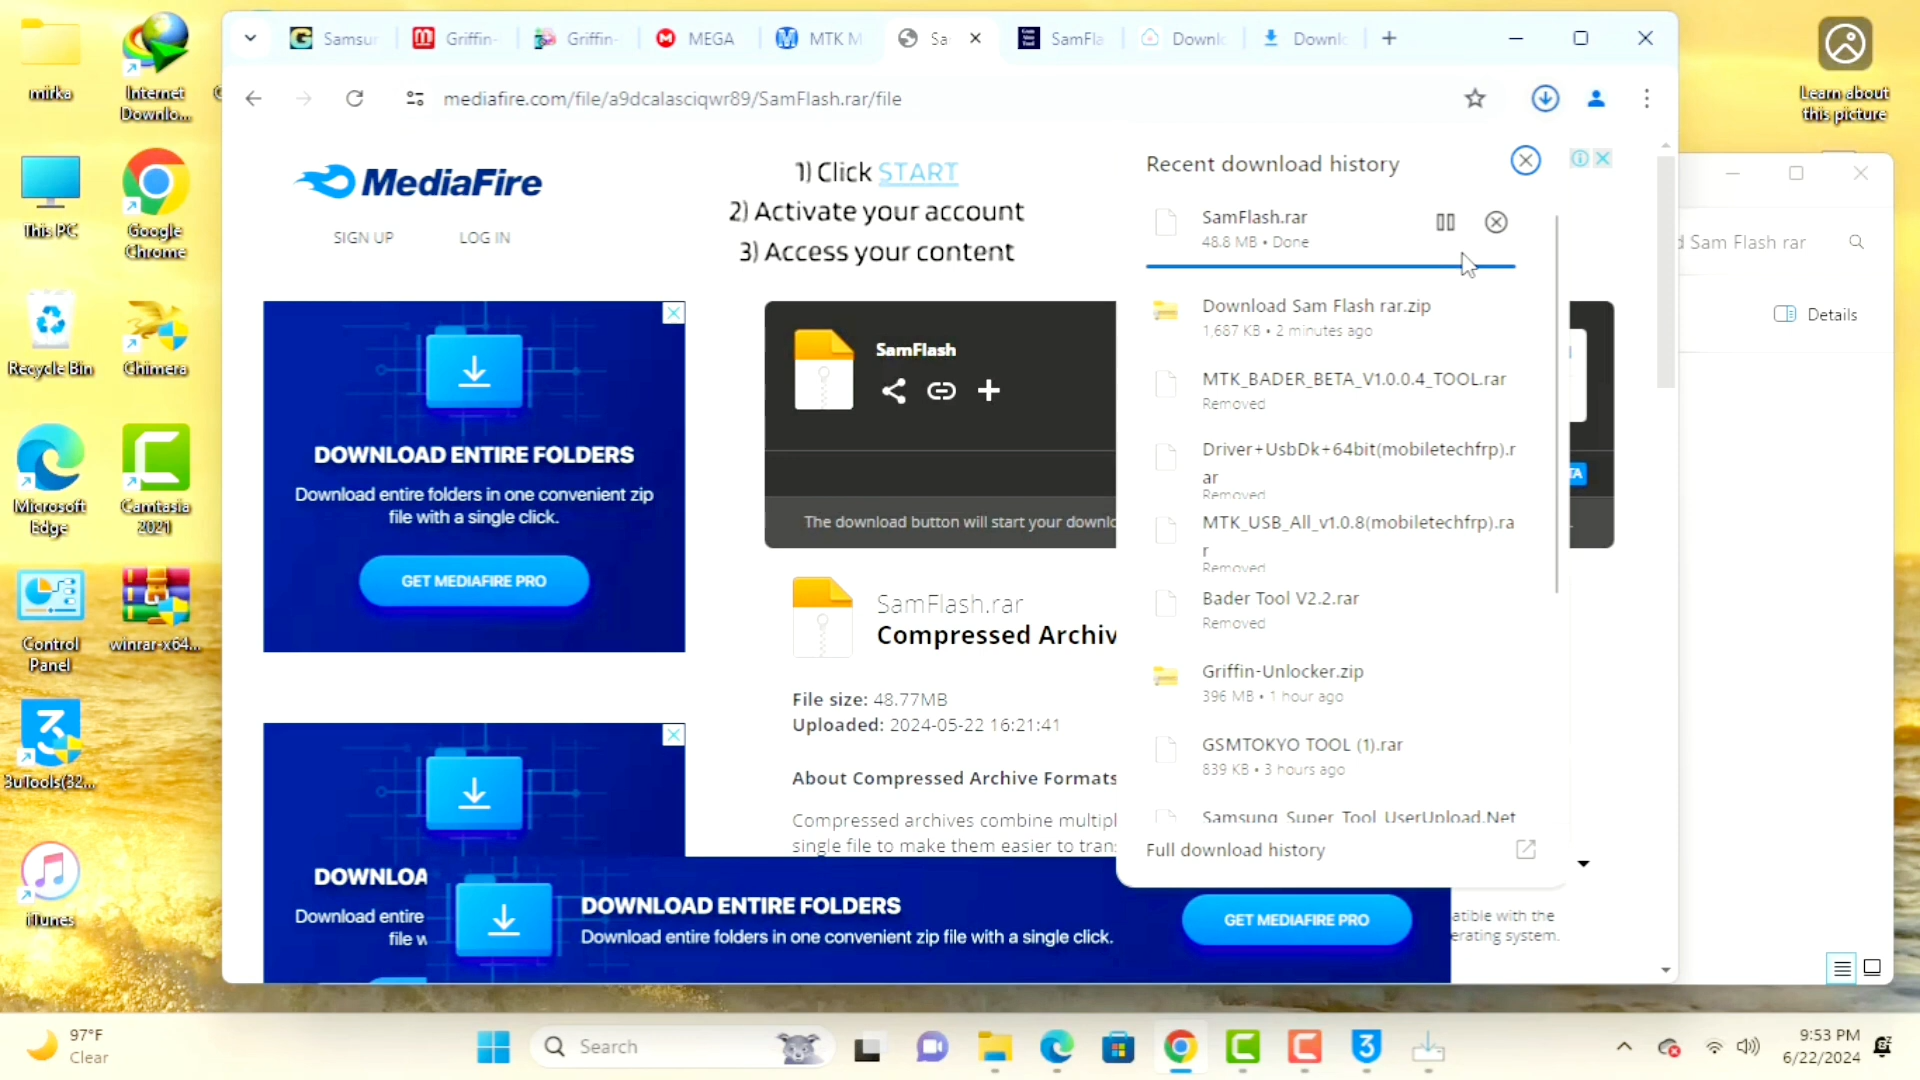 mirka
Internet
Downlo...
This PC
Google
Chrome
Recycle Bin
Chimera
Microsoft
Edge
Camtasia
2021
Control
Panel
winrar-x64...
3uTools(32...
iTunes
Samsu
Griffin-
Griffin-
MEGA
MTK M
Sa
SamFla
Downlo
Downlo
mediafire.com/file/a9dcalasciqwr89/SamFlash.rar/file
Learn about
this picture
MediaFire
SIGN UP
LOG IN
1) Click START
2) Activate your account
3) Access your content
DOWNLOAD ENTIRE FOLDERS
Download entire folders in one convenient zip
file with a single click.
GET MEDIAFIRE PRO
SamFlash
The download button will start your downlo
SamFlash.rar
Compressed Archiv
File size: 48.77MB
Uploaded: 2024-05-22 16:21:41
About Compressed Archive Formats
Compressed archives combine multipl
single file to make them easier to trans
Recent download history
SamFlash.rar
48.8 MB • Done
Download Sam Flash rar.zip
1,687 KB • 2 minutes ago
MTK_BADER_BETA_V1.0.0.4_TOOL.rar
Removed
Driver+UsbDk+64bit(mobiletechfrp).r
ar
Removed
MTK_USB_All_v1.0.8(mobiletechfrp).ra
r
Removed
Bader Tool V2.2.rar
Removed
Griffin-Unlocker.zip
396 MB • 1 hour ago
GSMTOKYO TOOL (1).rar
839 KB • 3 hours ago
Samsung_Super_Tool_UserUpload.Net
Full download history
TA
d Sam Flash rar
Details
DOWNLOA
Download entire
file w
DOWNLOAD ENTIRE FOLDERS
Download entire folders in one convenient zip file with a single click.
GET MEDIAFIRE PRO
atible with the
erating system.
97°F
Clear
Search
9:53 PM
6/22/2024